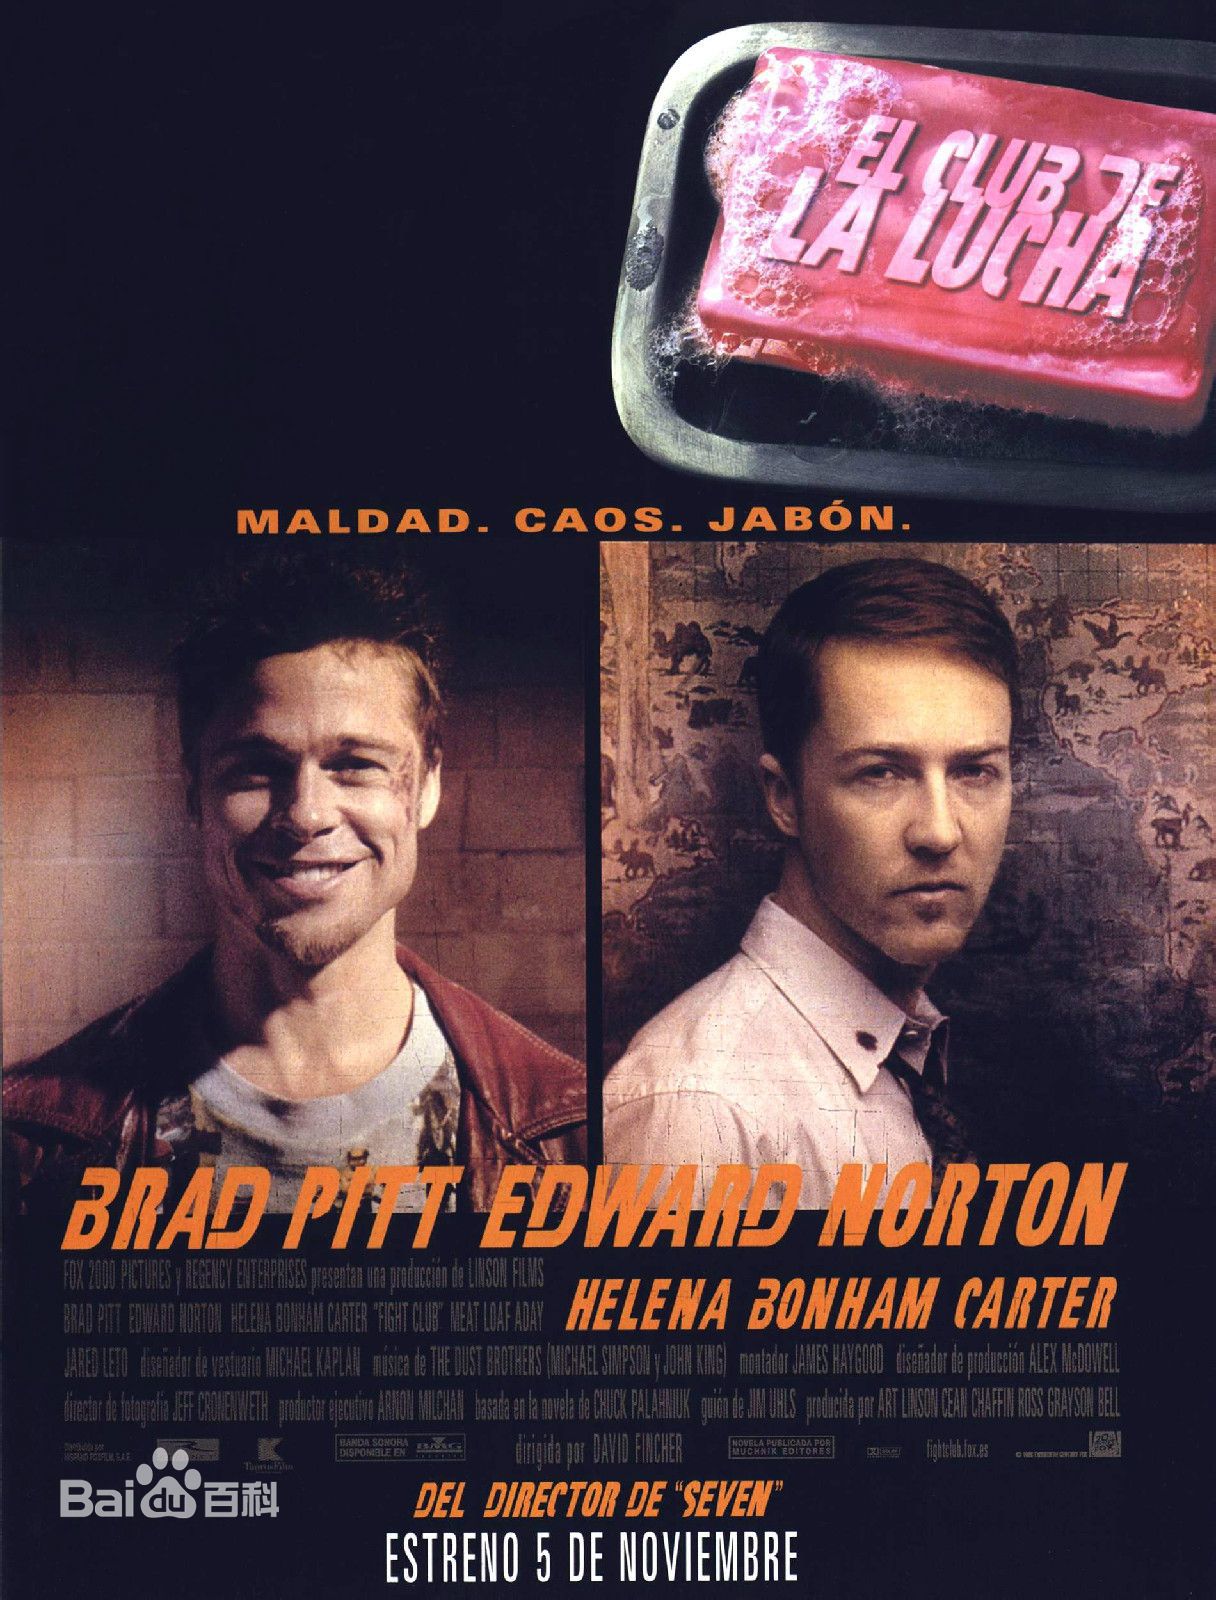 EL CLUB DE
LA LUCHA
MALDAD. CAOS. JABÓN.
BRAD PITT EDWARD NORTON
HELENA BONHAM CARTER
FOX 2000 PICTURES y REGENCY ENTERPRISES presentan una producción de LINSON FILMS
BRAD PITT EDWARD NORTON HELENA BONHAM CARTER "FIGHT CLUB" MEAT LOAF ADAY
JARED LETO diseñador de vestuario MICHAEL KAPLAN música de THE DUST BROTHERS (MICHAEL SIMPSON y JOHN KING) montador JAMES HAYGOOD diseñador de producción ALEX McDOWELL
director de fotografía JEFF CRONENWETH productor ejecutivo ARNON MILCHAN basada en la novela de CHUCK PALAHNIUK guión de JIM UHLS producida por ART LINSON CEAN CHAFFIN ROSS GRAYSON BELL
BANDA SONORA
DISPONIBLE EN BMG
dirigida por DAVID FINCHER
NOVELA PUBLICADA POR
MUCHNIK EDITORES
fightclub.fox.es
Baidu百科
DEL DIRECTOR DE "SEVEN"
ESTRENO 5 DE NOVIEMBRE